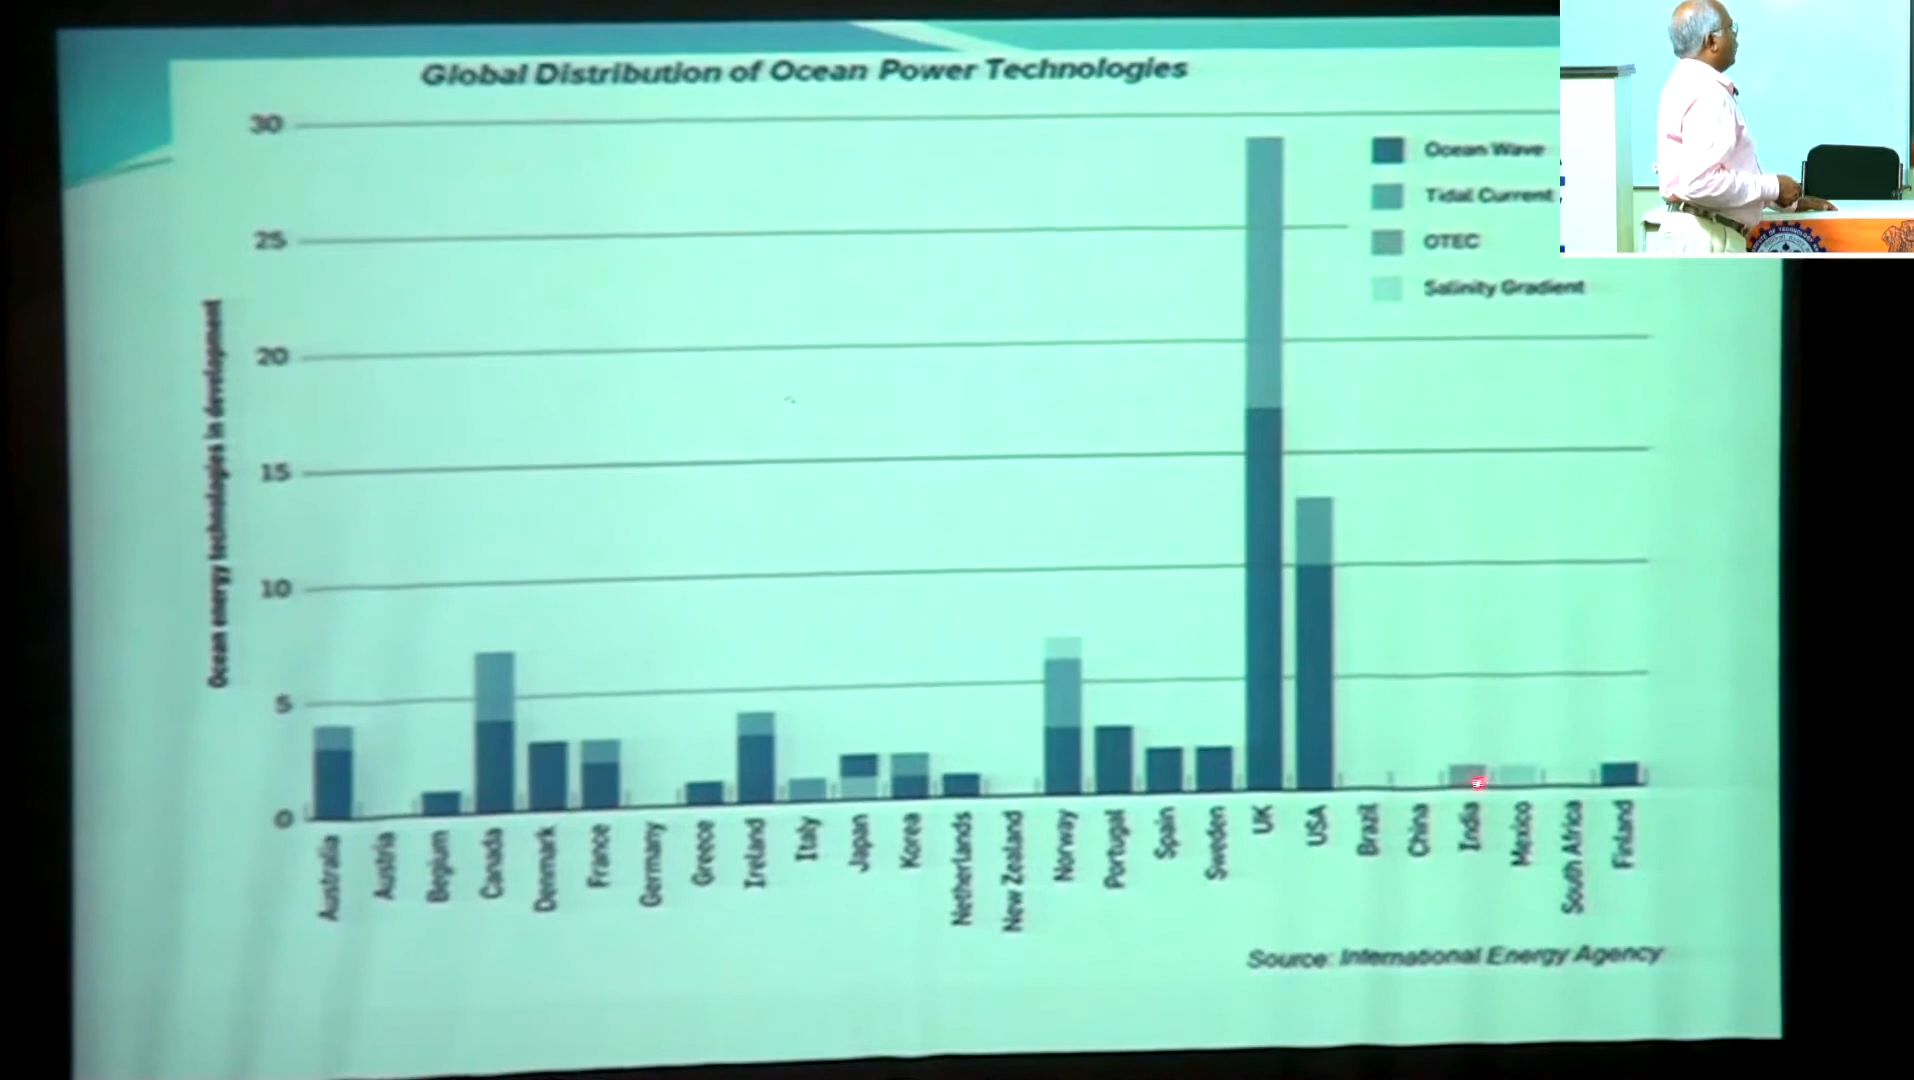 Global Distribution of Ocean Power Technologies
30
25
20
15
10
5
0
Ocean energy technologies in development
Ocean Wave
Tidal Current
OTEC
Salinity Gradient
Australia
Austria
Begium
Canada
Denmark
France
Germany
Greece
Ireland
Italy
Japan
Korea
Netherlands
New Zealand
Norway
Portugal
Spain
Sweden
UK
USA
Brazil
China
India
Mexico
South Africa
Finland
Source: International Energy Agency